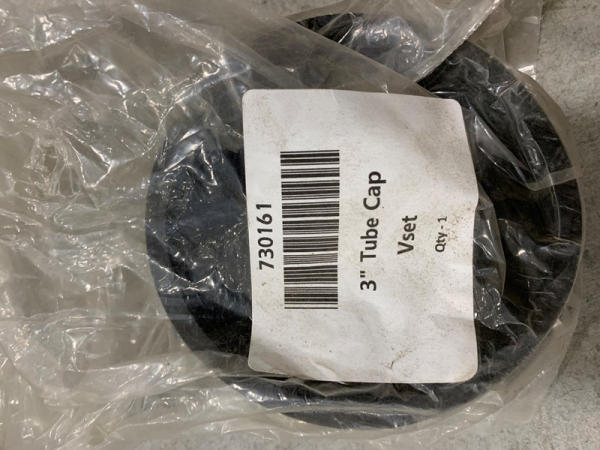 730161
3" Tube Cap
Vset
Qty - 1